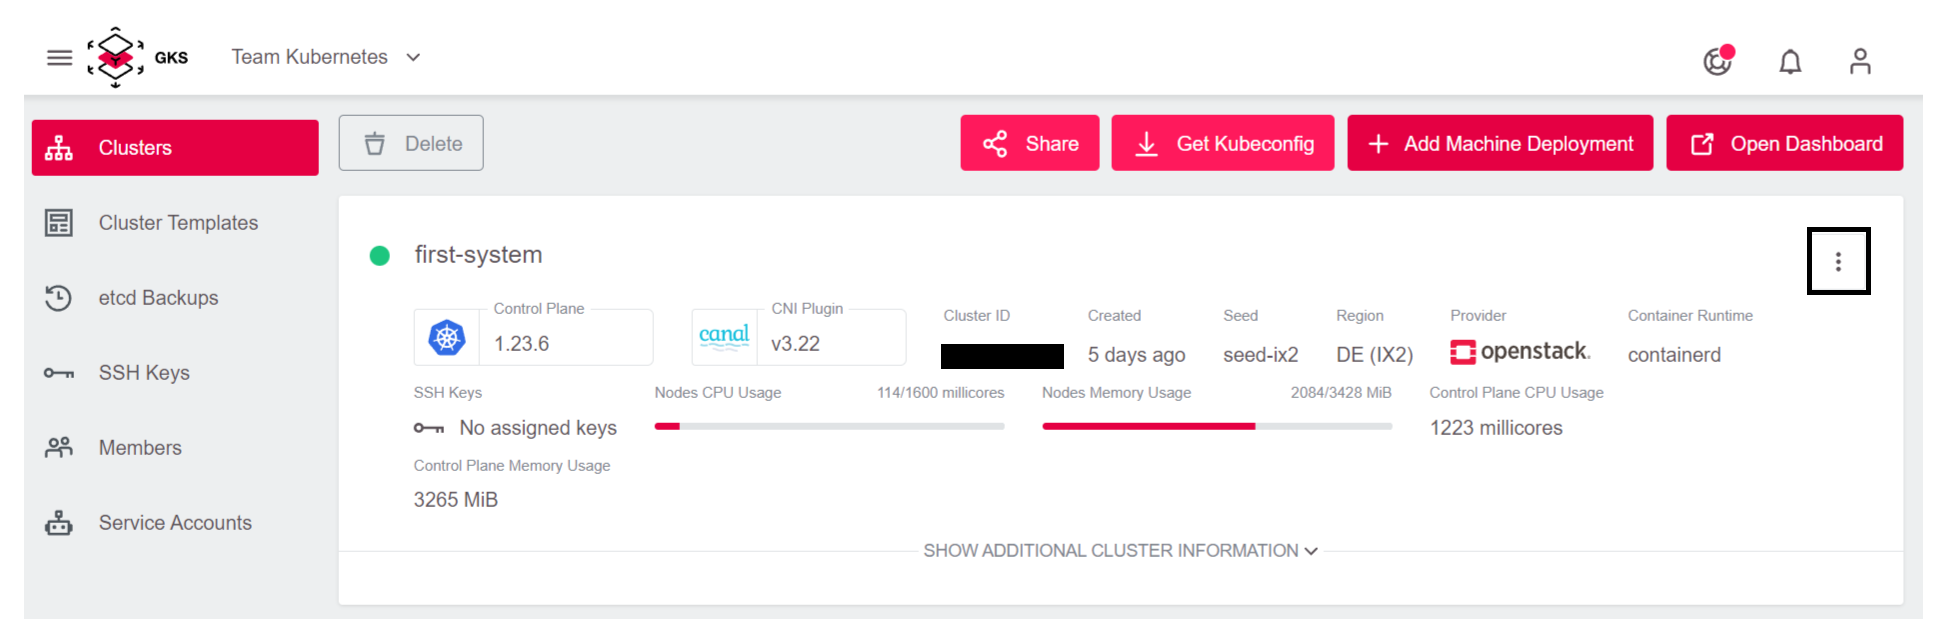 GKS
Team Kubernetes
Clusters
Cluster Templates
etcd Backups
SSH Keys
Members
Service Accounts
Delete
Share
Get Kubeconfig
Add Machine Deployment
Open Dashboard
first-system
Control Plane
1.23.6
canal
CNI Plugin
v3.22
Cluster ID
Created
5 days ago
Seed
seed-ix2
Region
DE (IX2)
Provider
openstack.
Container Runtime
containerd
SSH Keys
No assigned keys
Nodes CPU Usage
114/1600 millicores
Nodes Memory Usage
2084/3428 MiB
Control Plane CPU Usage
1223 millicores
Control Plane Memory Usage
3265 MiB
SHOW ADDITIONAL CLUSTER INFORMATION